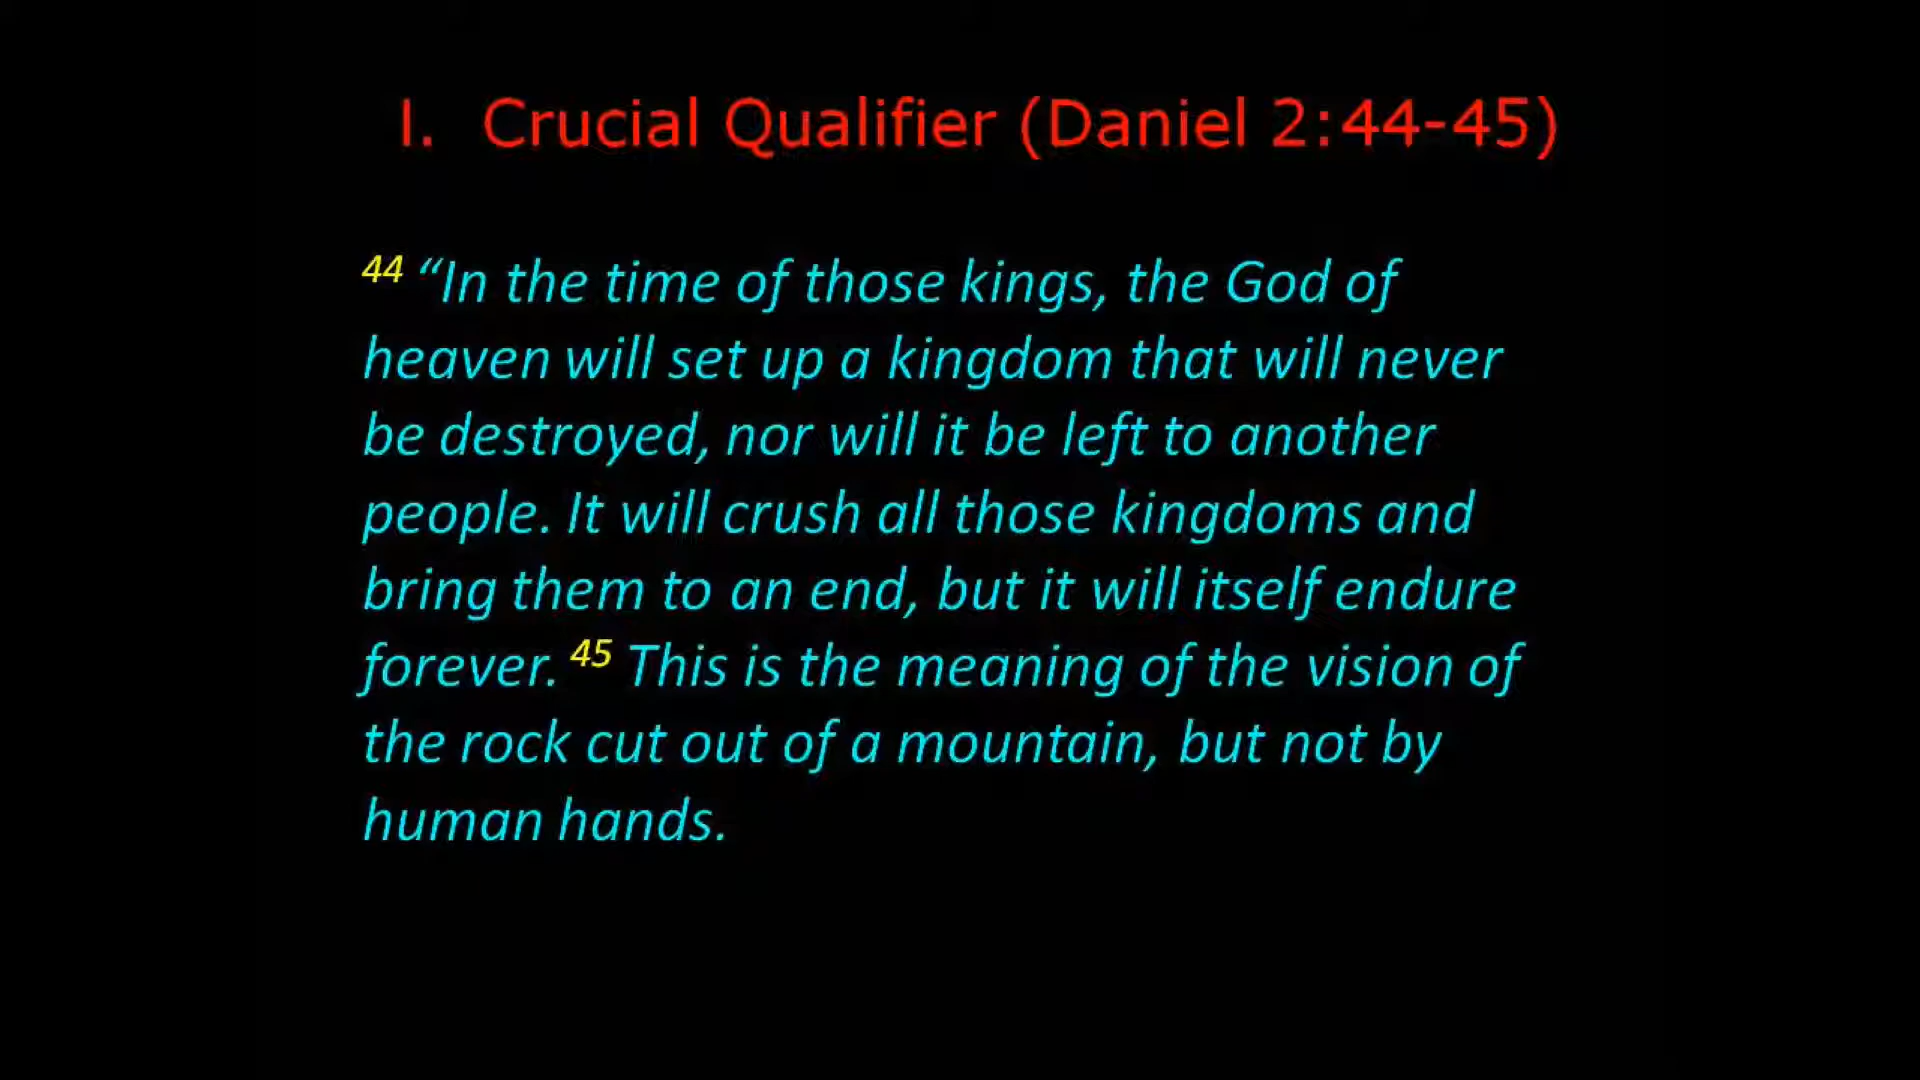 I. Crucial Qualifier (Daniel 2:44-45)
44 “In the time of those kings, the God of
heaven will set up a kingdom that will never
be destroyed, nor will it be left to another
people. It will crush all those kingdoms and
bring them to an end, but it will itself endure
forever. 45 This is the meaning of the vision of
the rock cut out of a mountain, but not by
human hands.